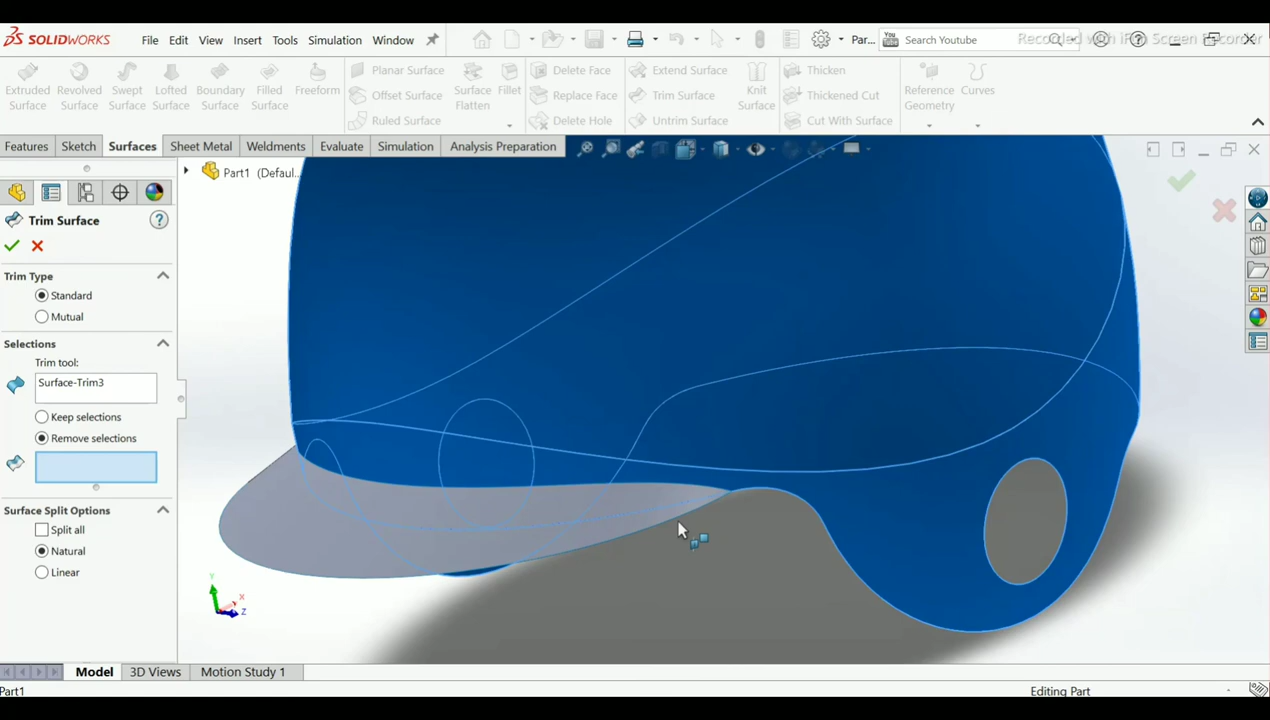 SOLIDWORKS File Edit View Insert Tools Simulation Window Par... Search Youtube
Recorded with iFun Screen Recorder
Extruded Surface
Revolved Surface
Swept Surface
Lofted Surface
Boundary Surface
Filled Surface
Freeform
Planar Surface
Offset Surface
Ruled Surface
Surface Flatten
Fillet
Delete Face
Replace Face
Delete Hole
Extend Surface
Trim Surface
Untrim Surface
Knit Surface
Thicken
Thickened Cut
Cut With Surface
Reference Geometry
Curves
Features Sketch Surfaces Sheet Metal Weldments Evaluate Simulation Analysis Preparation
Part1 (Defaul...
Trim Surface
Trim Type
Standard
Mutual
Selections
Trim tool:
Surface-Trim3
Keep selections
Remove selections
Surface Split Options
Split all
Natural
Linear
Y
X
Z
Model 3D Views Motion Study 1
Part1 Editing Part